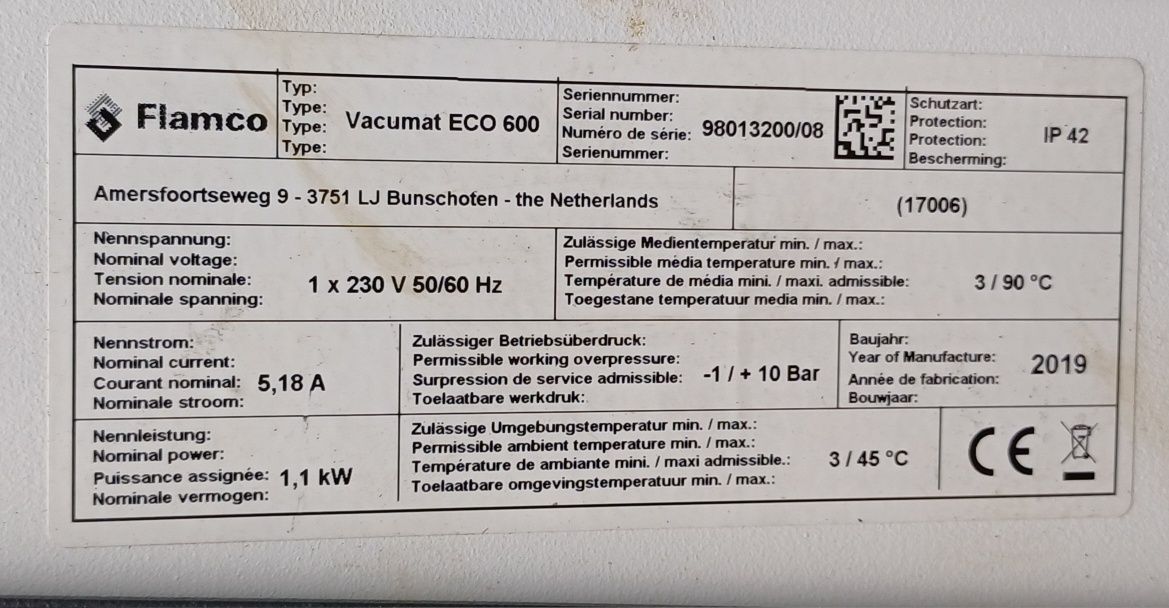 Flamco
Typ:
Type:
Type:
Type:
Vacumat ECO 600
Seriennummer:
Serial number:
Numéro de série:
Serienummer:
98013200/08
Schutzart:
Protection:
Protection:
Bescherming:
IP 42
Amersfoortseweg 9 - 3751 LJ Bunschoten - the Netherlands
(17006)
Nennspannung:
Nominal voltage:
Tension nominale:
Nominale spanning:
1 x 230 V 50/60 Hz
Zulässige Medientemperatur min. / max.:
Permissible média temperature min. / max.:
Température de média mini. / maxi. admissible:
Toegestane temperatuur media min. / max.:
3 / 90 °C
Nennstrom:
Nominal current:
Courant nominal:
Nominale stroom:
5,18 A
Zulässiger Betriebsüberdruck:
Permissible working overpressure:
Surpression de service admissible:
Toelaatbare werkdruk:
-1 / + 10 Bar
Baujahr:
Year of Manufacture:
Année de fabrication:
Bouwjaar:
2019
Nennleistung:
Nominal power:
Puissance assignée:
Nominale vermogen:
1,1 kW
Zulässige Umgebungstemperatur min. / max.:
Permissible ambient temperature min. / max.:
Température de ambiante mini. / maxi admissible.:
Toelaatbare omgevingstemperatuur min. / max.:
3 / 45 °C
CE